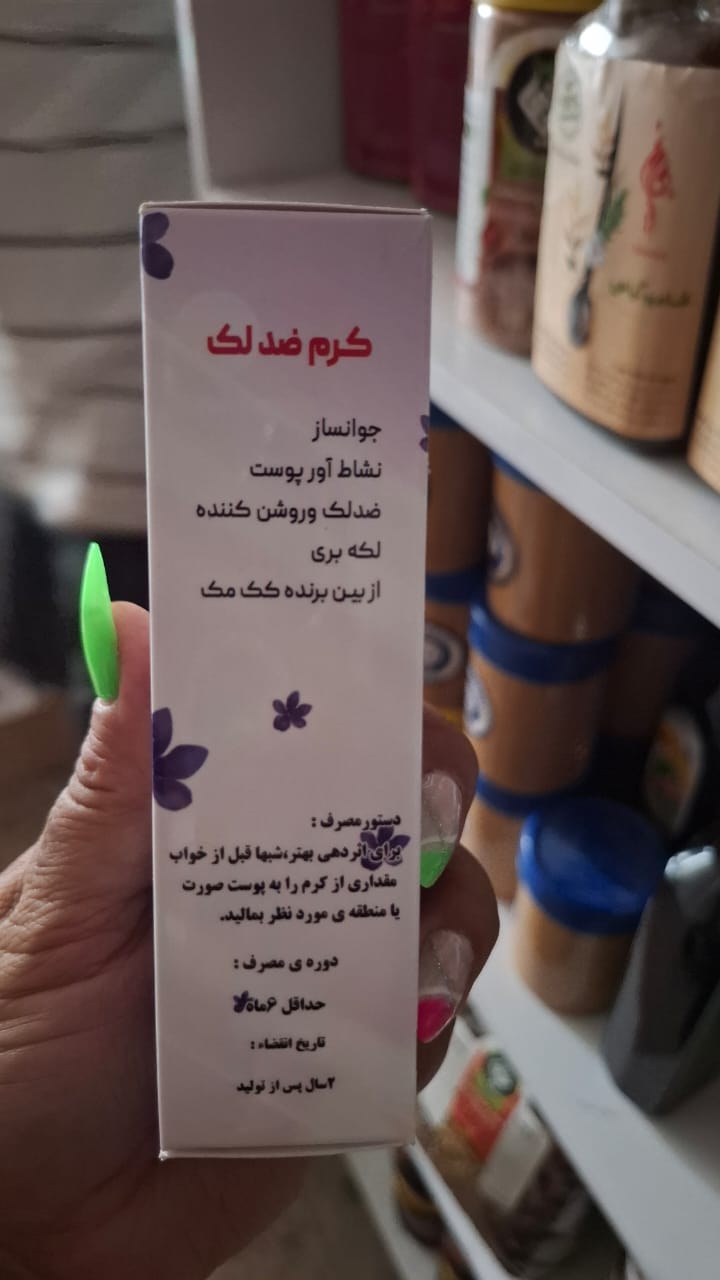 کرم ضد لک
جوانساز
نشاط آور پوست
ضدلک وروشن کننده
لکه بری
از بین برنده کک مک
دستورمصرف :
برای اثردهی بهتر،شبها قبل از خواب
مقداری از کرم را به پوست صورت
یا منطقه ی مورد نظر بمالید.
دوره ی مصرف :
حداقل ۶ماه
تاریخ انقضاء :
۲سال پس از تولید